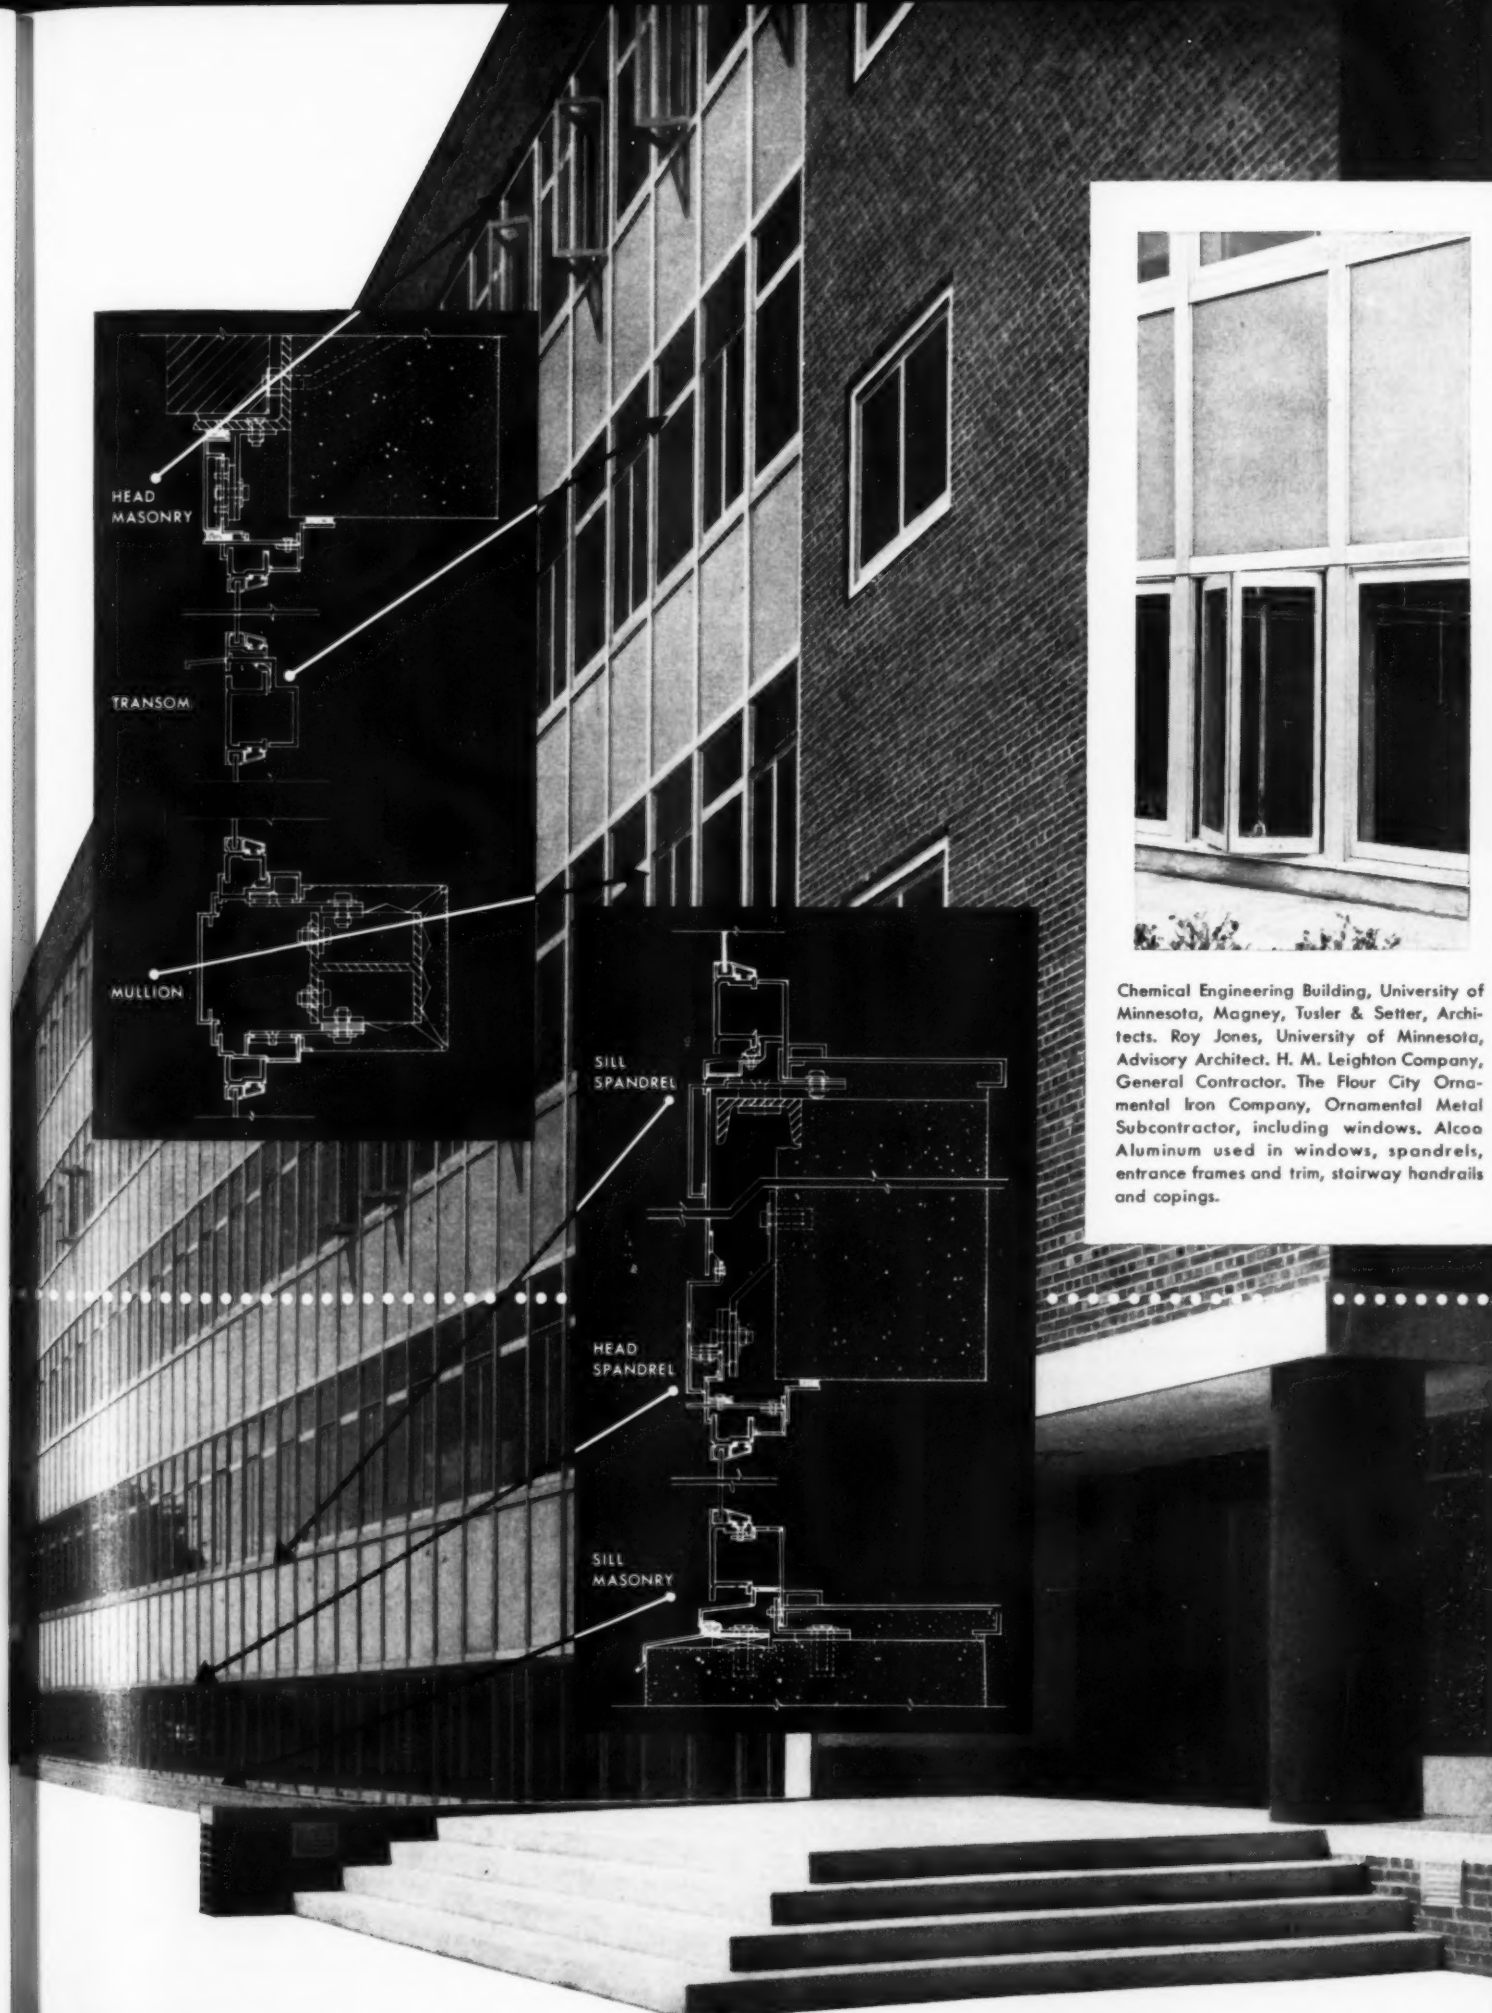 HEAD
MASONRY
TRANSOM
MULLION
SILL
SPANDREL
HEAD
SPANDREL
SILL
MASONRY
Chemical Engineering Building, University of
Minnesota, Magney, Tusler & Setter, Archi-
tects. Roy Jones, University of Minnesota,
Advisory Architect. H. M. Leighton Company,
General Contractor. The Flour City Orna-
mental Iron Company, Ornamental Metal
Subcontractor, including windows. Alcoa
Aluminum used in windows, spandrels,
entrance frames and trim, stairway handrails
and copings.